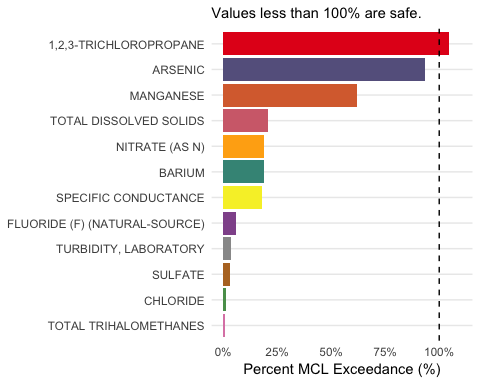 Values less than 100% are safe.
1,2,3-TRICHLOROPROPANE
ARSENIC
MANGANESE
TOTAL DISSOLVED SOLIDS
NITRATE (AS N)
BARIUM
SPECIFIC CONDUCTANCE
FLUORIDE (F) (NATURAL-SOURCE)
TURBIDITY, LABORATORY
SULFATE
CHLORIDE
TOTAL TRIHALOMETHANES
0% 25% 50% 75% 100%
Percent MCL Exceedance (%)